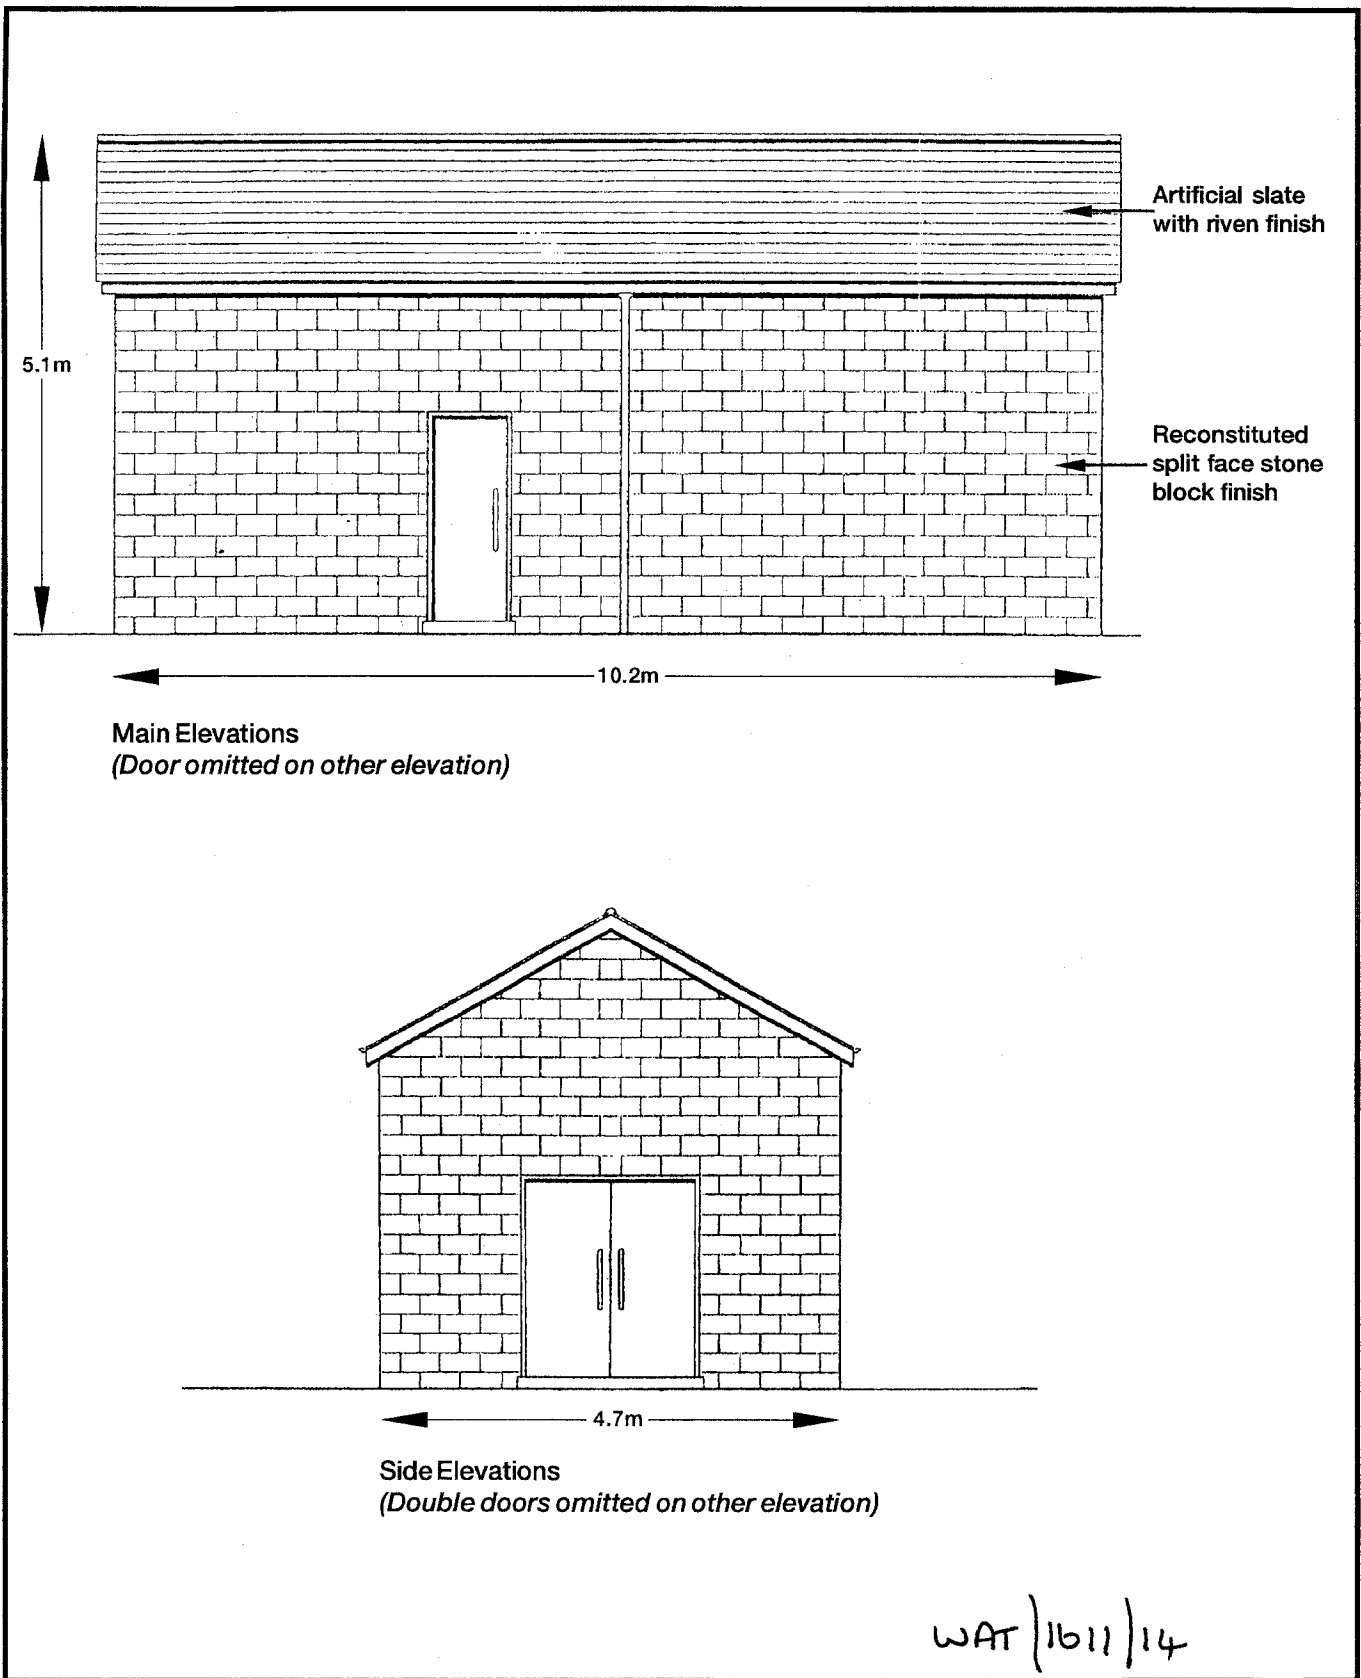 Artificial slate
with riven finish
5.1m
Reconstituted
split face stone
block finish
10.2m
Main Elevations
(Door omitted on other elevation)
4.7m
Side Elevations
(Double doors omitted on other elevation)
WAT/1611/14